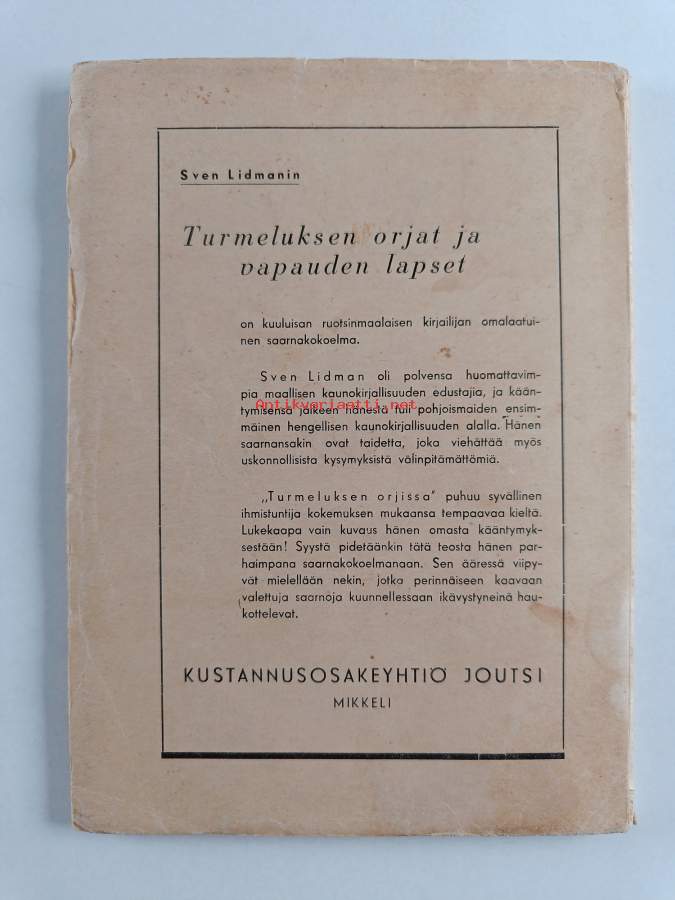 Sven Lidmanin
Turmeluksen orjat ja
vapauden lapset
on kuuluisan ruotsinmaalaisen kirjailijan omalaatui-
nen saarnakokoelma.
Sven Lidman oli polvensa huomattavim-
pia maallisen kaunokirjallisuuden edustajia, ja kään-
Antikvariaatti.net
tymisensä jälkeen hänestä tuli pohjoismaiden ensim-
mäinen hengellisen kaunokirjallisuuden alalla. Hänen
saarnansakin ovat taidetta, joka viehättää myös
uskonnollisista kysymyksistä välinpitämättömiä.
„Turmeluksen orjissa" puhuu syvällinen
ihmistuntija kokemuksen mukaansa tempaavaa kieltä.
Lukekaapa vain kuvaus hänen omasta kääntymyk-
sestään! Syystä pidetäänkin tätä teosta hänen par-
haimpana saarnakokoelmanaan. Sen ääressä viipy-
vät mielellään nekin, jotka perinnäiseen kaavaan
valettuja saarnoja kuunnellessaan ikävystyneinä hau-
kottelevat.
KUSTANNUSOSAKEYHTIÖ JOUTSI
MIKKELI